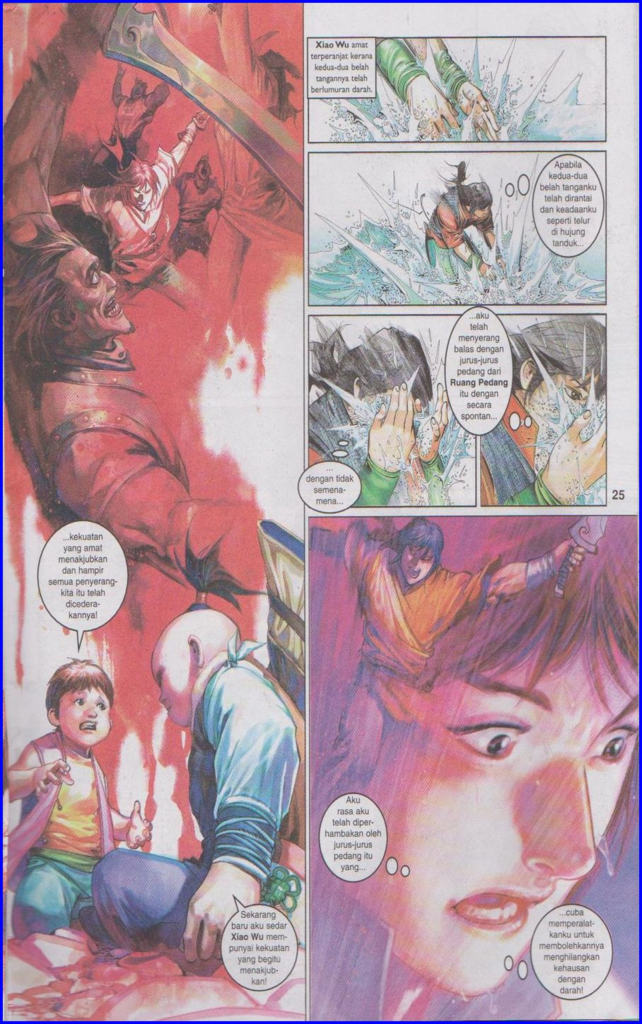 ...kekuatan
yang amat
menakjubkan
dan hampir
semua penyerang-
kita itu telah
dicedera-
kannya!
Sekarang
baru aku sedar
Xiao Wu mem-
punyai kekuatan
yang begitu
menakjub-
kan!
Xiao Wu amat
terperanjat kerana
kedua-dua belah
tangannya telah
berlumuran darah.
Apabila
kedua-dua
belah tanganku
telah dirantai
dan keadaanku
seperti telur
di hujung
tanduk...
...aku
telah
menyerang
balas dengan
jurus-jurus
pedang dari
Ruang Pedang
itu dengan
secara
spontan...
...
dengan tidak
semena-
mena...
25
Aku
rasa aku
telah diper-
hambakan oleh
jurus-jurus
pedang itu
yang...
...cuba
memperalat-
kanku untuk
membolehkannya
menghilangkan
kehausan
dengan
darah!